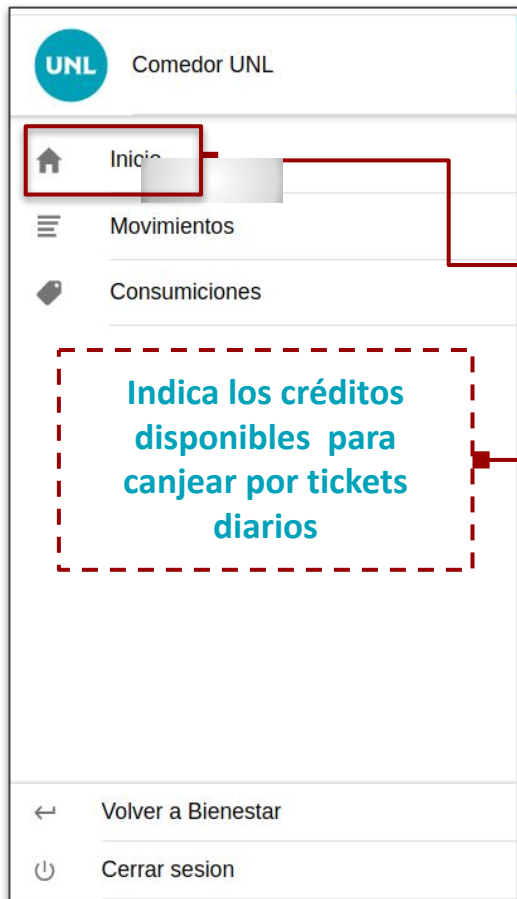 UNL Comedor UNL
Inicio
Movimientos
Consumiciones
Indica los créditos
disponibles para
canjear por tickets
diarios
Volver a Bienestar
Cerrar sesion